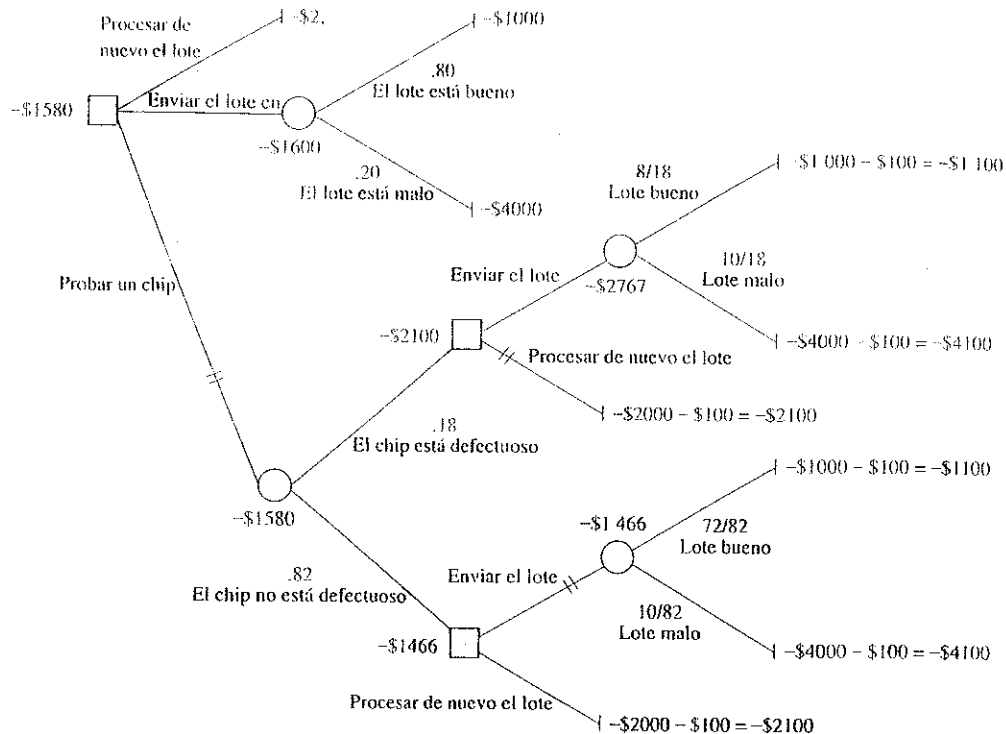 Procesar de
nuevo el lote
–$2,
–$1000
.80
El lote está bueno
–$1580
Enviar el lote en
–$1600
.20
El lote está malo
–$4000
8/18
Lote bueno
–$1 000 – $100 = –$1 100
Probar un chip
Enviar el lote
–$2767
10/18
Lote malo
–$2100
–$4000 – $100 = –$4100
Procesar de nuevo el lote
–$2000 – $100 = –$2100
.18
El chip está defectuoso
–$1000 – $100 = –$1100
–$1580
–$1 466
72/82
Lote bueno
.82
El chip no está defectuoso
Enviar el lote
10/82
Lote malo
–$1466
–$4000 – $100 = –$4100
Procesar de nuevo el lote
–$2000 – $100 = –$2100